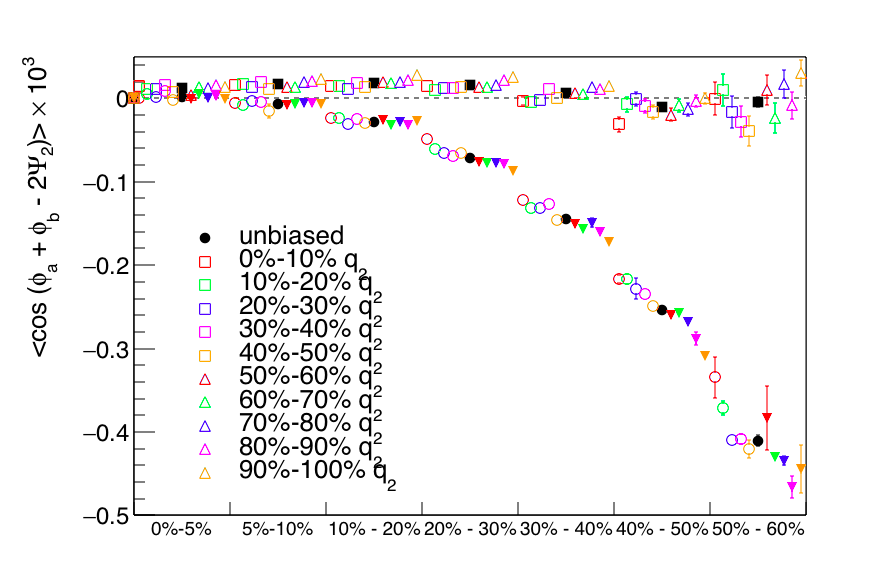 <cos (ϕa + ϕb - 2Ψ2)> × 10³
0
−0.1
−0.2
−0.3
−0.4
−0.5
unbiased
0%-10% q2
10%-20% q2
20%-30% q2
30%-40% q2
40%-50% q2
50%-60% q2
60%-70% q2
70%-80% q2
80%-90% q2
90%-100% q2
0%-5% 5%-10% 10% - 20% 20% - 30% 30% - 40% 40% - 50% 50% - 60%